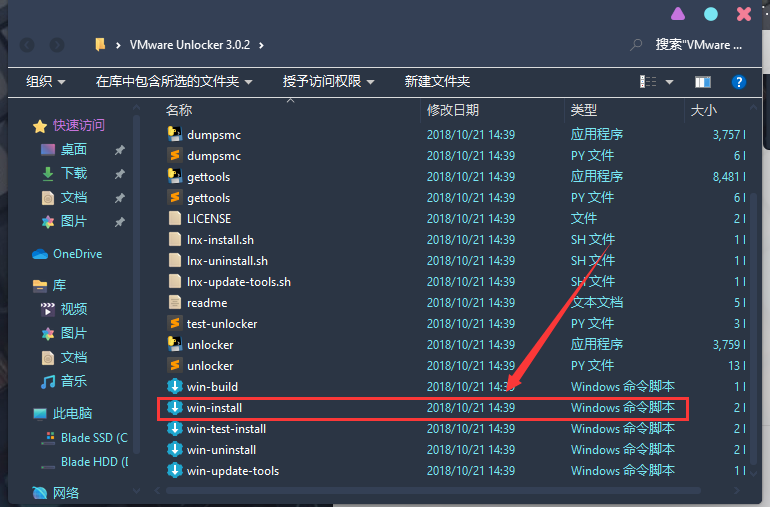 VMware Unlocker 3.0.2
搜索"VMware ...
组织 在库中包含所选的文件夹 授予访问权限 新建文件夹
名称 修改日期 类型 大小
快速访问
桌面
下载
文档
图片
OneDrive
库
视频
图片
文档
音乐
此电脑
Blade SSD (C
Blade HDD (D
网络
dumpsmc 2018/10/21 14:39 应用程序 3,757
dumpsmc 2018/10/21 14:39 PY 文件 6
gettools 2018/10/21 14:39 应用程序 8,481
gettools 2018/10/21 14:39 PY 文件 6
LICENSE 2018/10/21 14:39 文件 2
lnx-install.sh 2018/10/21 14:39 SH 文件 1
lnx-uninstall.sh 2018/10/21 14:39 SH 文件 1
lnx-update-tools.sh 2018/10/21 14:39 SH 文件 1
readme 2018/10/21 14:39 文本文档 5
test-unlocker 2018/10/21 14:39 PY 文件 3
unlocker 2018/10/21 14:39 应用程序 3,759
unlocker 2018/10/21 14:39 PY 文件 13
win-build 2018/10/21 14:39 Windows 命令脚本 1
win-install 2018/10/21 14:39 Windows 命令脚本 2
win-test-install 2018/10/21 14:39 Windows 命令脚本 2
win-uninstall 2018/10/21 14:39 Windows 命令脚本 2
win-update-tools 2018/10/21 14:39 Windows 命令脚本 1